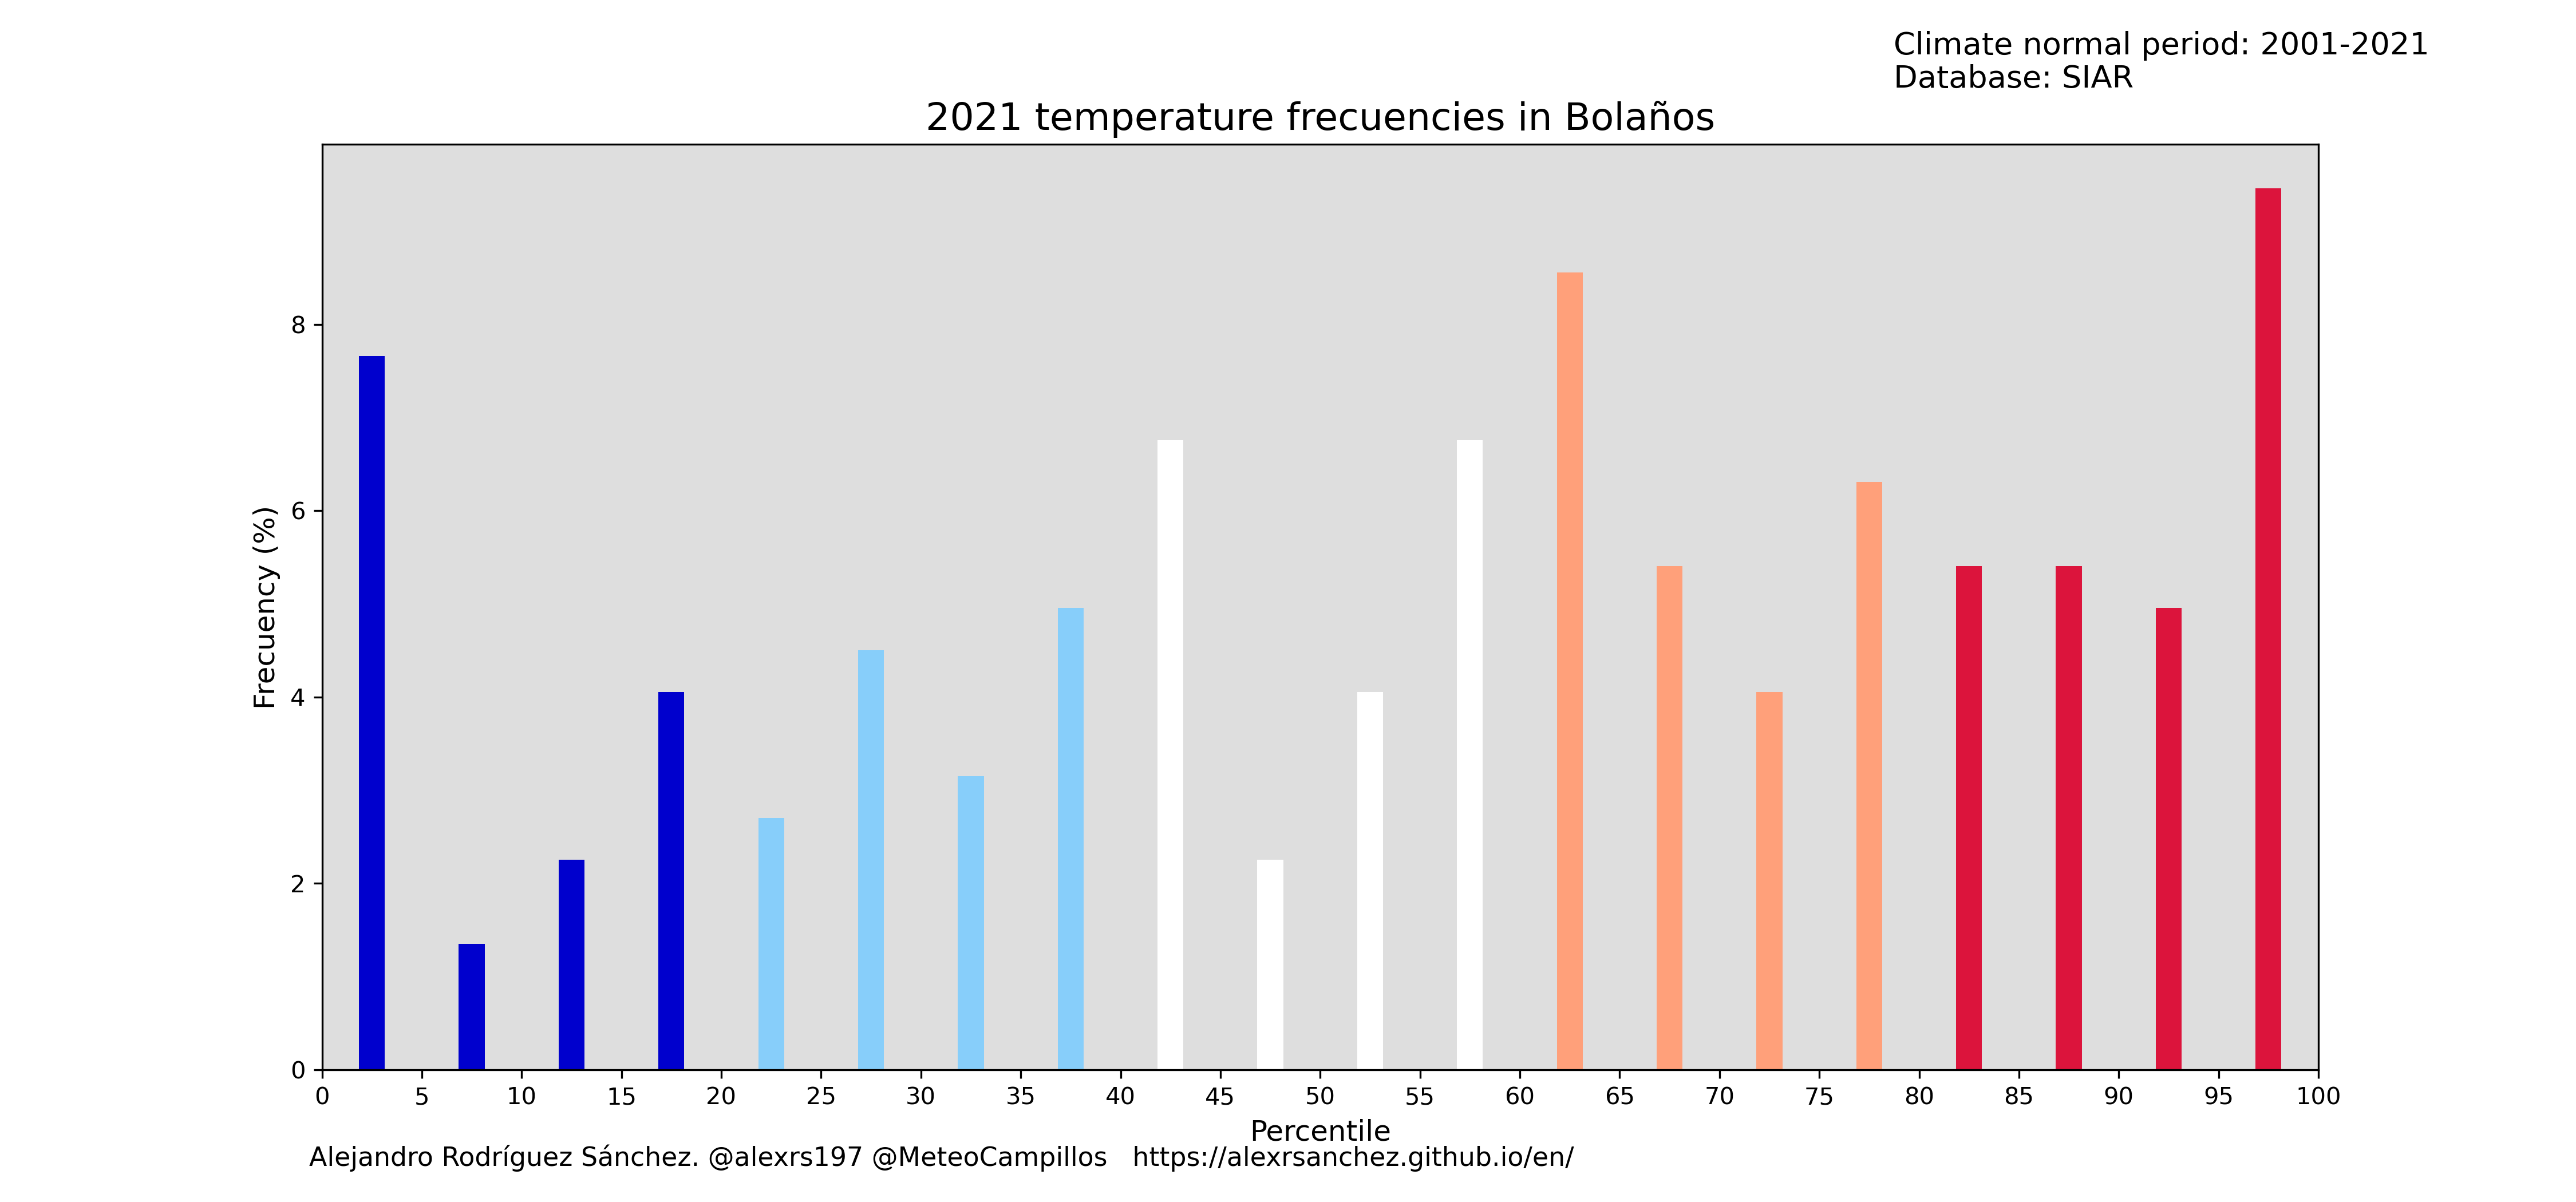 Climate normal period: 2001-2021
Database: SIAR
2021 temperature frecuencies in Bolaños
Frecuency (%)
8
6
4
2
0
0 5 10 15 20 25 30 35 40 45 50 55 60 65 70 75 80 85 90 95 100
Percentile
Alejandro Rodríguez Sánchez. @alexrs197 @MeteoCampillos https://alexrsanchez.github.io/en/